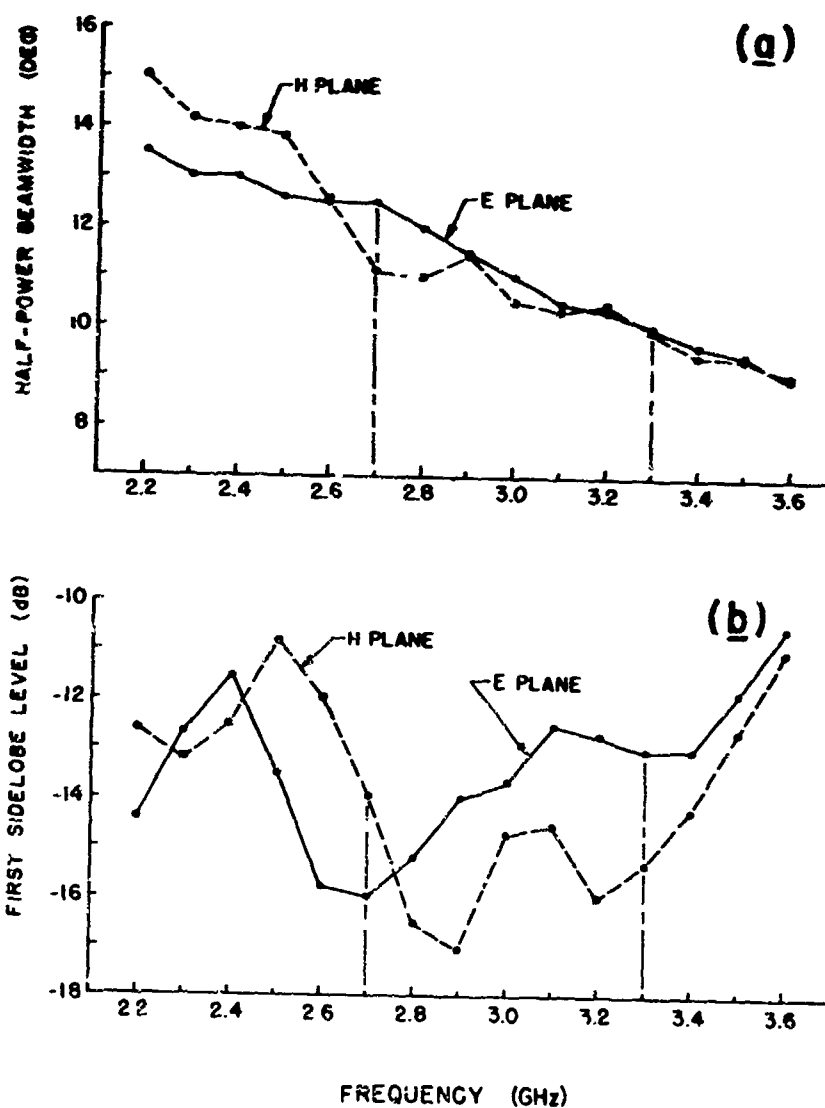 (a)
HALF-POWER BEAMWIDTH (DEG)
16
14
12
10
8
H PLANE
E PLANE
2.2 2.4 2.6 2.8 3.0 3.2 3.4 3.6
(b)
FIRST SIDELOBE LEVEL (dB)
-10
-12
-14
-16
-18
H PLANE
E PLANE
2 2 2.4 2 6 2.8 3.0 3.2 3.4 3.6
FREQUENCY (GHz)